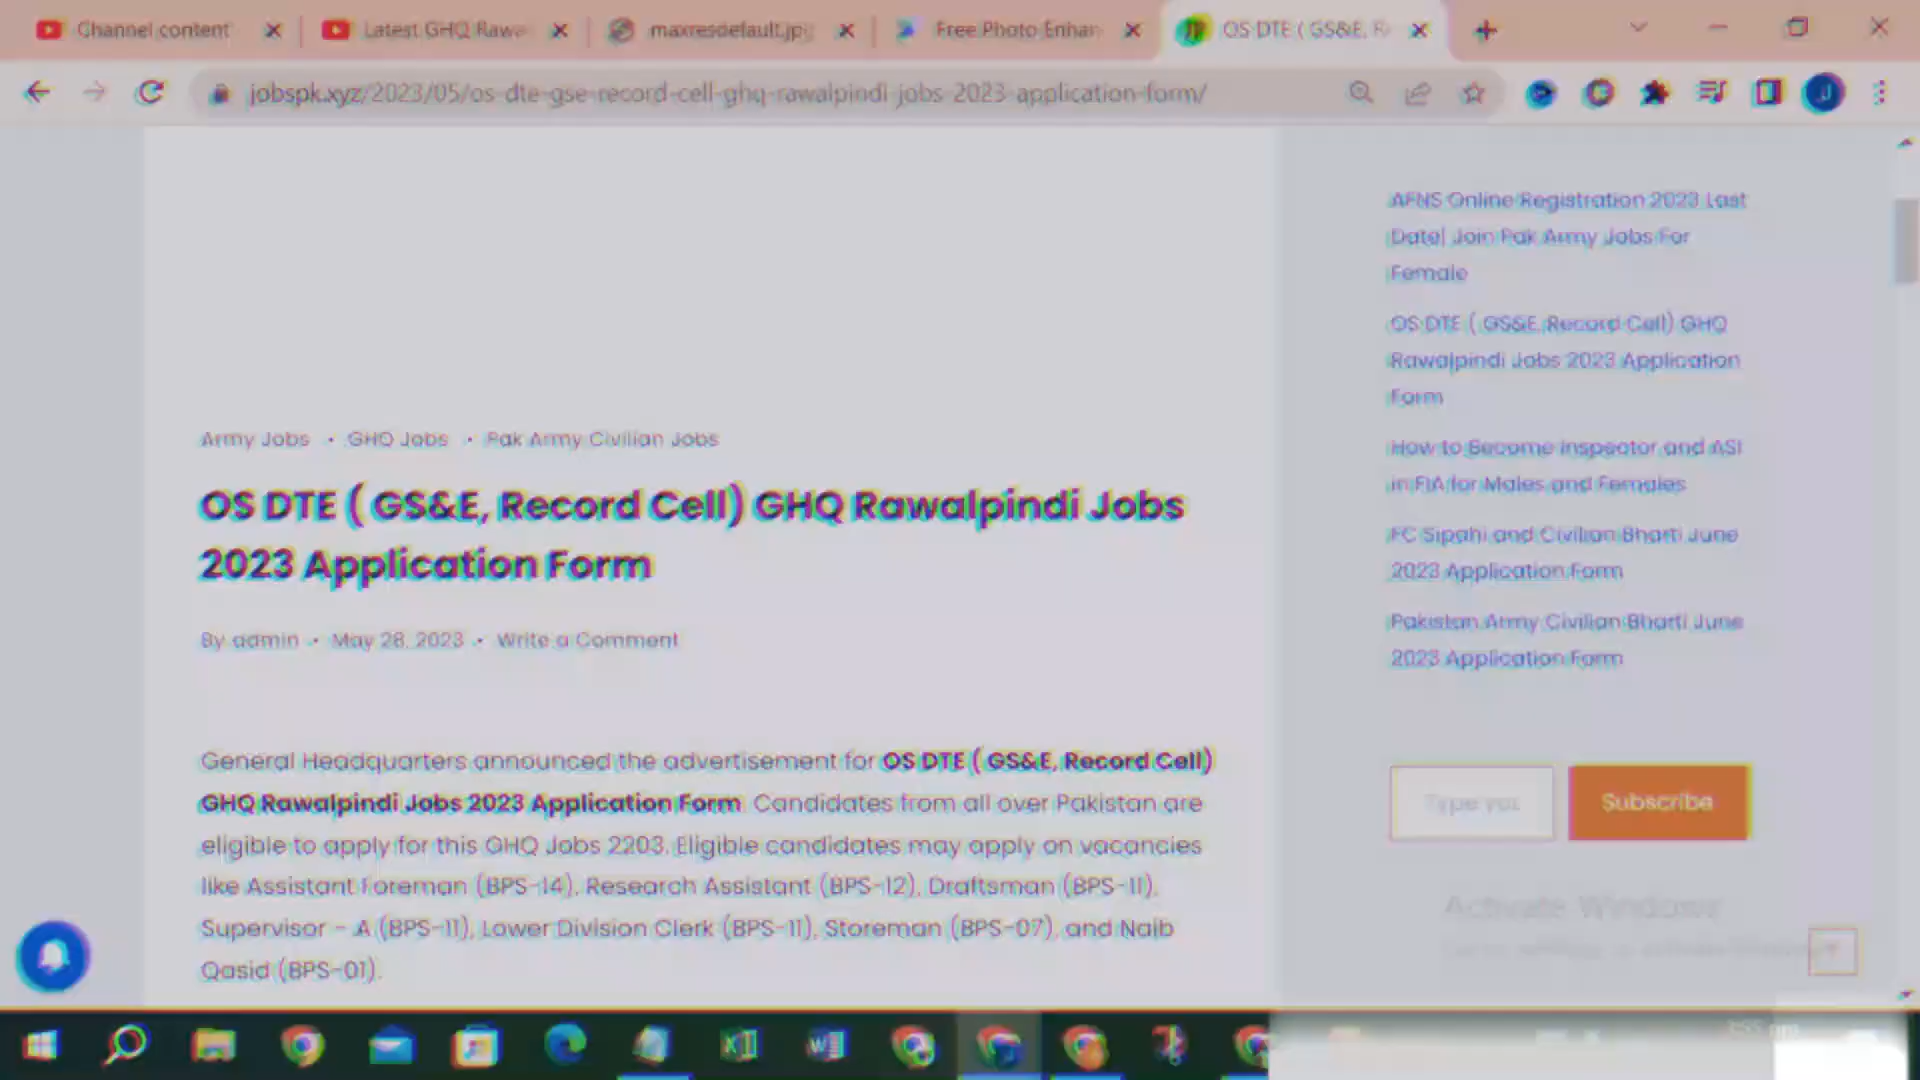 Channel content
Latest GHQ Rawa
maxresdefault.jp
Free Photo Enhan
OS DTE ( GS&E, R
jobspk.xyz/2023/05/os-dte-gse-record-cell-ghq-rawalpindi-jobs-2023-application-form/
Army Jobs • GHQ Jobs • Pak Army Civilian Jobs
OS DTE ( GS&E, Record Cell) GHQ Rawalpindi Jobs
2023 Application Form
By admin • May 28, 2023 • Write a Comment
General Headquarters announced the advertisement for OS DTE ( GS&E, Record Cell)
GHQ Rawalpindi Jobs 2023 Application Form. Candidates from all over Pakistan are
eligible to apply for this GHQ Jobs 2203. Eligible candidates may apply on vacancies
like Assistant Foreman (BPS-14), Research Assistant (BPS-12), Draftsman (BPS-11),
Supervisor – A (BPS-11), Lower Division Clerk (BPS-11), Storeman (BPS-07), and Naib
Qasid (BPS-01).
AFNS Online Registration 2023 Last
Date| Join Pak Army Jobs For
Female
OS DTE ( GS&E, Record Cell) GHQ
Rawalpindi Jobs 2023 Application
Form
How to Become Inspector and ASI
in FIA for Males and Females
FC Sipahi and Civilian Bharti June
2023 Application Form
Pakistan Army Civilian Bharti June
2023 Application Form
Type you
Subscribe
Activate Windows